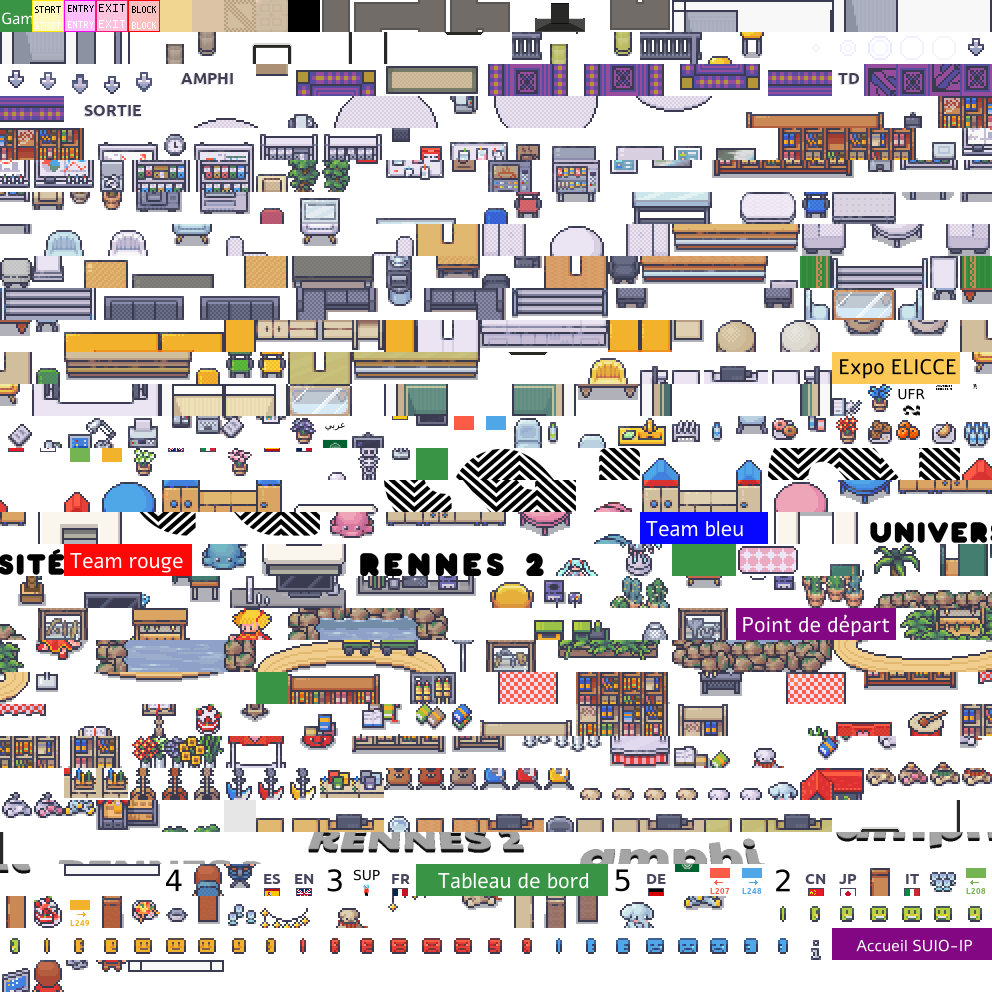 Gam START ENTRY EXIT BLOCK
START ENTRY EXIT BLOCK
AMPHI
TD
SORTIE
Expo ELICCE
UFR
عربي
Team bleu
UNIVERS
SITÉ
Team rouge
RENNES 2
Point de départ
RENNES 2
amphi
4
ES
EN
3
SUP
FR
Tableau de bord
5
DE
L207
L248
2
CN
JP
IT
L208
L249
Accueil SUIO-IP